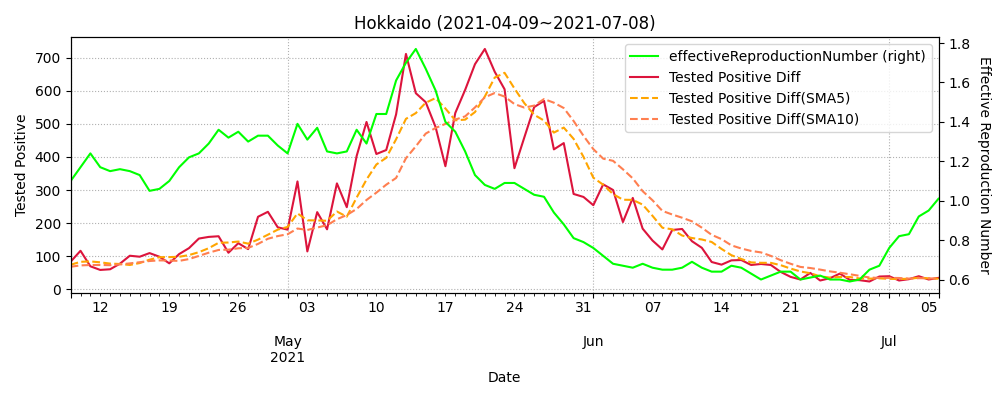 Hokkaido (2021-04-09~2021-07-08)
effectiveReproductionNumber (right)
Tested Positive Diff
Tested Positive Diff(SMA5)
Tested Positive Diff(SMA10)
Tested Positive
700
600
500
400
300
200
100
0
Effective Reproduction Number
1.8
1.6
1.4
1.2
1.0
0.8
0.6
12 19 26 03 10 17 24 31 07 14 21 28 05
May Jun Jul
2021
Date